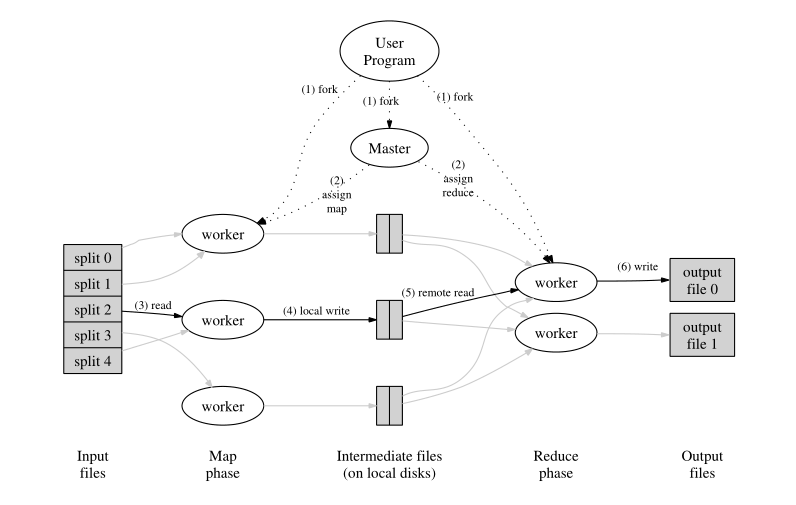 User
Program
(1) fork
(1) fork
(1) fork
Master
(2)
assign
map
(2)
assign
reduce
worker
split 0
split 1
split 2
split 3
split 4
(3) read
worker
(4) local write
(5) remote read
worker
(6) write
output
file 0
worker
output
file 1
worker
Input
files
Map
phase
Intermediate files
(on local disks)
Reduce
phase
Output
files